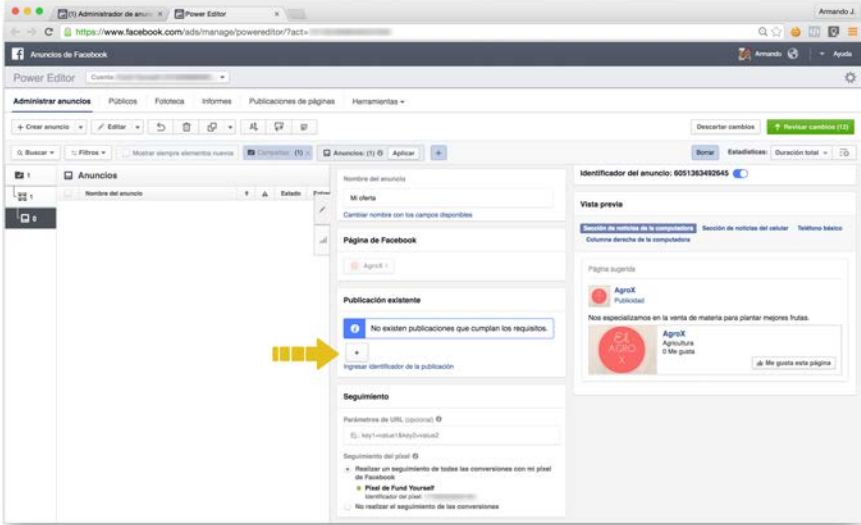 (1) Administrador de anunc
Power Editor
Armando J.
https://www.facebook.com/ads/manage/powereditor/?act=
Anuncios de Facebook
Armando
Ayuda
Power Editor
Cuenta:
Administrar anuncios
Públicos
Fototeca
Informes
Publicaciones de páginas
Herramientas
+ Crear anuncio
Editar
Descartar cambios
Revisar cambios (12)
Buscar
Filtros
Mostrar siempre elementos nuevos
Campañas: (1)
Anuncios: (1)
Aplicar
+
Borrar
Estadísticas: Duración total
1
Anuncios
1
Nombre del anuncio
Estado
0
Nombre del anuncio
Mi oferta
Cambiar nombre con los campos disponibles
Página de Facebook
AgroX
Publicación existente
No existen publicaciones que cumplan los requisitos.
+
Ingresar identificador de la publicación
Seguimiento
Parámetros de URL (opcional)
Ej.: key1=value1&key2=value2
Seguimiento del píxel
Realizar un seguimiento de todas las conversiones con mi píxel
de Facebook
Pixel de Fund Yourself
Identificador del píxel:
No realizar el seguimiento de las conversiones
Identificador del anuncio: 6051363492645
Vista previa
Sección de noticias de la computadora
Sección de noticias del celular
Teléfono básico
Columna derecha de la computadora
Página sugerida
AgroX
Publicidad
Nos especializamos en la venta de materia para plantar mejores frutas.
El
AGRO
X
AgroX
Agricultura
0 Me gusta
Me gusta esta página